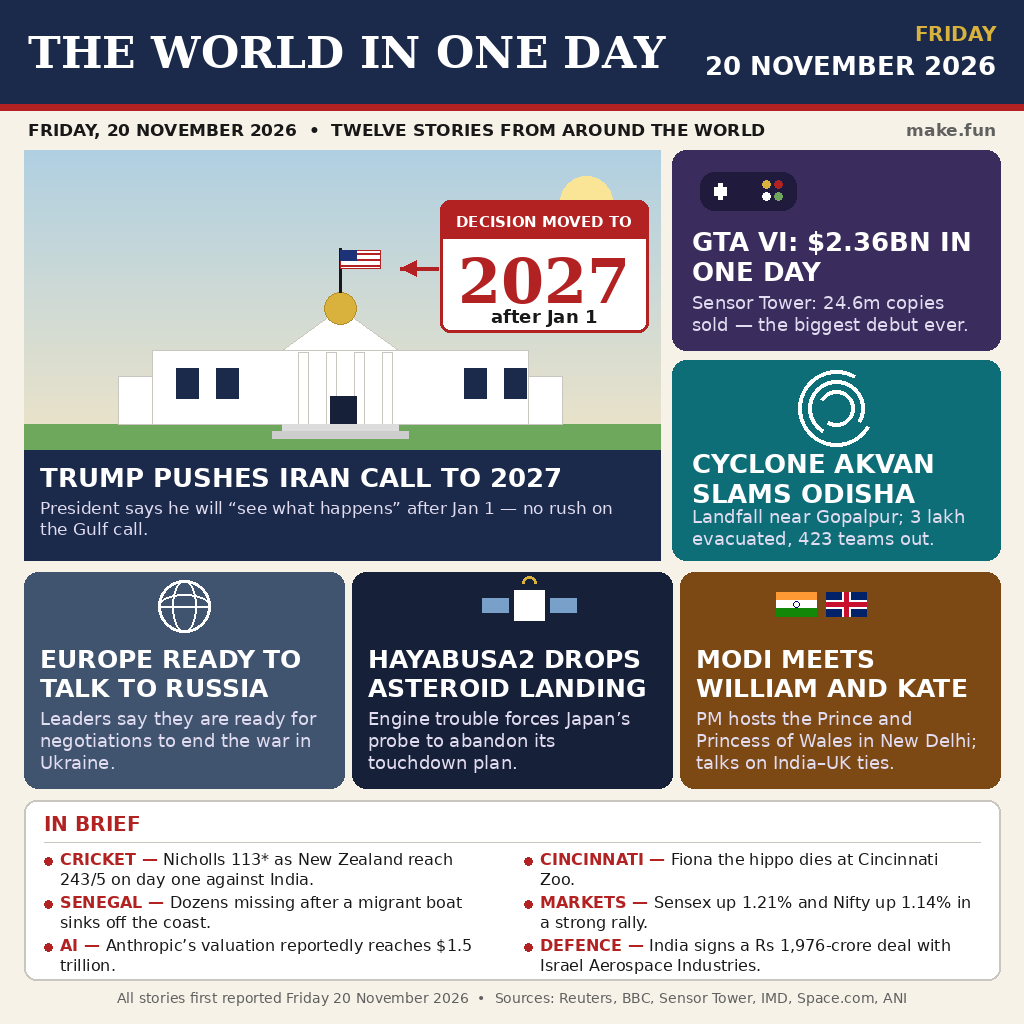 THE WORLD IN ONE DAY
FRIDAY
20 NOVEMBER 2026
FRIDAY, 20 NOVEMBER 2026 • TWELVE STORIES FROM AROUND THE WORLD
make.fun
DECISION MOVED TO
2027
after Jan 1
TRUMP PUSHES IRAN CALL TO 2027
President says he will “see what happens” after Jan 1 — no rush on
the Gulf call.
GTA VI: $2.36BN IN
ONE DAY
Sensor Tower: 24.6m copies
sold — the biggest debut ever.
CYCLONE AKVAN
SLAMS ODISHA
Landfall near Gopalpur; 3 lakh
evacuated, 423 teams out.
EUROPE READY TO
TALK TO RUSSIA
Leaders say they are ready for
negotiations to end the war in
Ukraine.
HAYABUSA2 DROPS
ASTEROID LANDING
Engine trouble forces Japan’s
probe to abandon its
touchdown plan.
MODI MEETS
WILLIAM AND KATE
PM hosts the Prince and
Princess of Wales in New Delhi;
talks on India–UK ties.
IN BRIEF
CRICKET — Nicholls 113* as New Zealand reach
243/5 on day one against India.
SENEGAL — Dozens missing after a migrant boat
sinks off the coast.
AI — Anthropic’s valuation reportedly reaches $1.5
trillion.
CINCINNATI — Fiona the hippo dies at Cincinnati
Zoo.
MARKETS — Sensex up 1.21% and Nifty up 1.14% in
a strong rally.
DEFENCE — India signs a Rs 1,976-crore deal with
Israel Aerospace Industries.
All stories first reported Friday 20 November 2026 • Sources: Reuters, BBC, Sensor Tower, IMD, Space.com, ANI